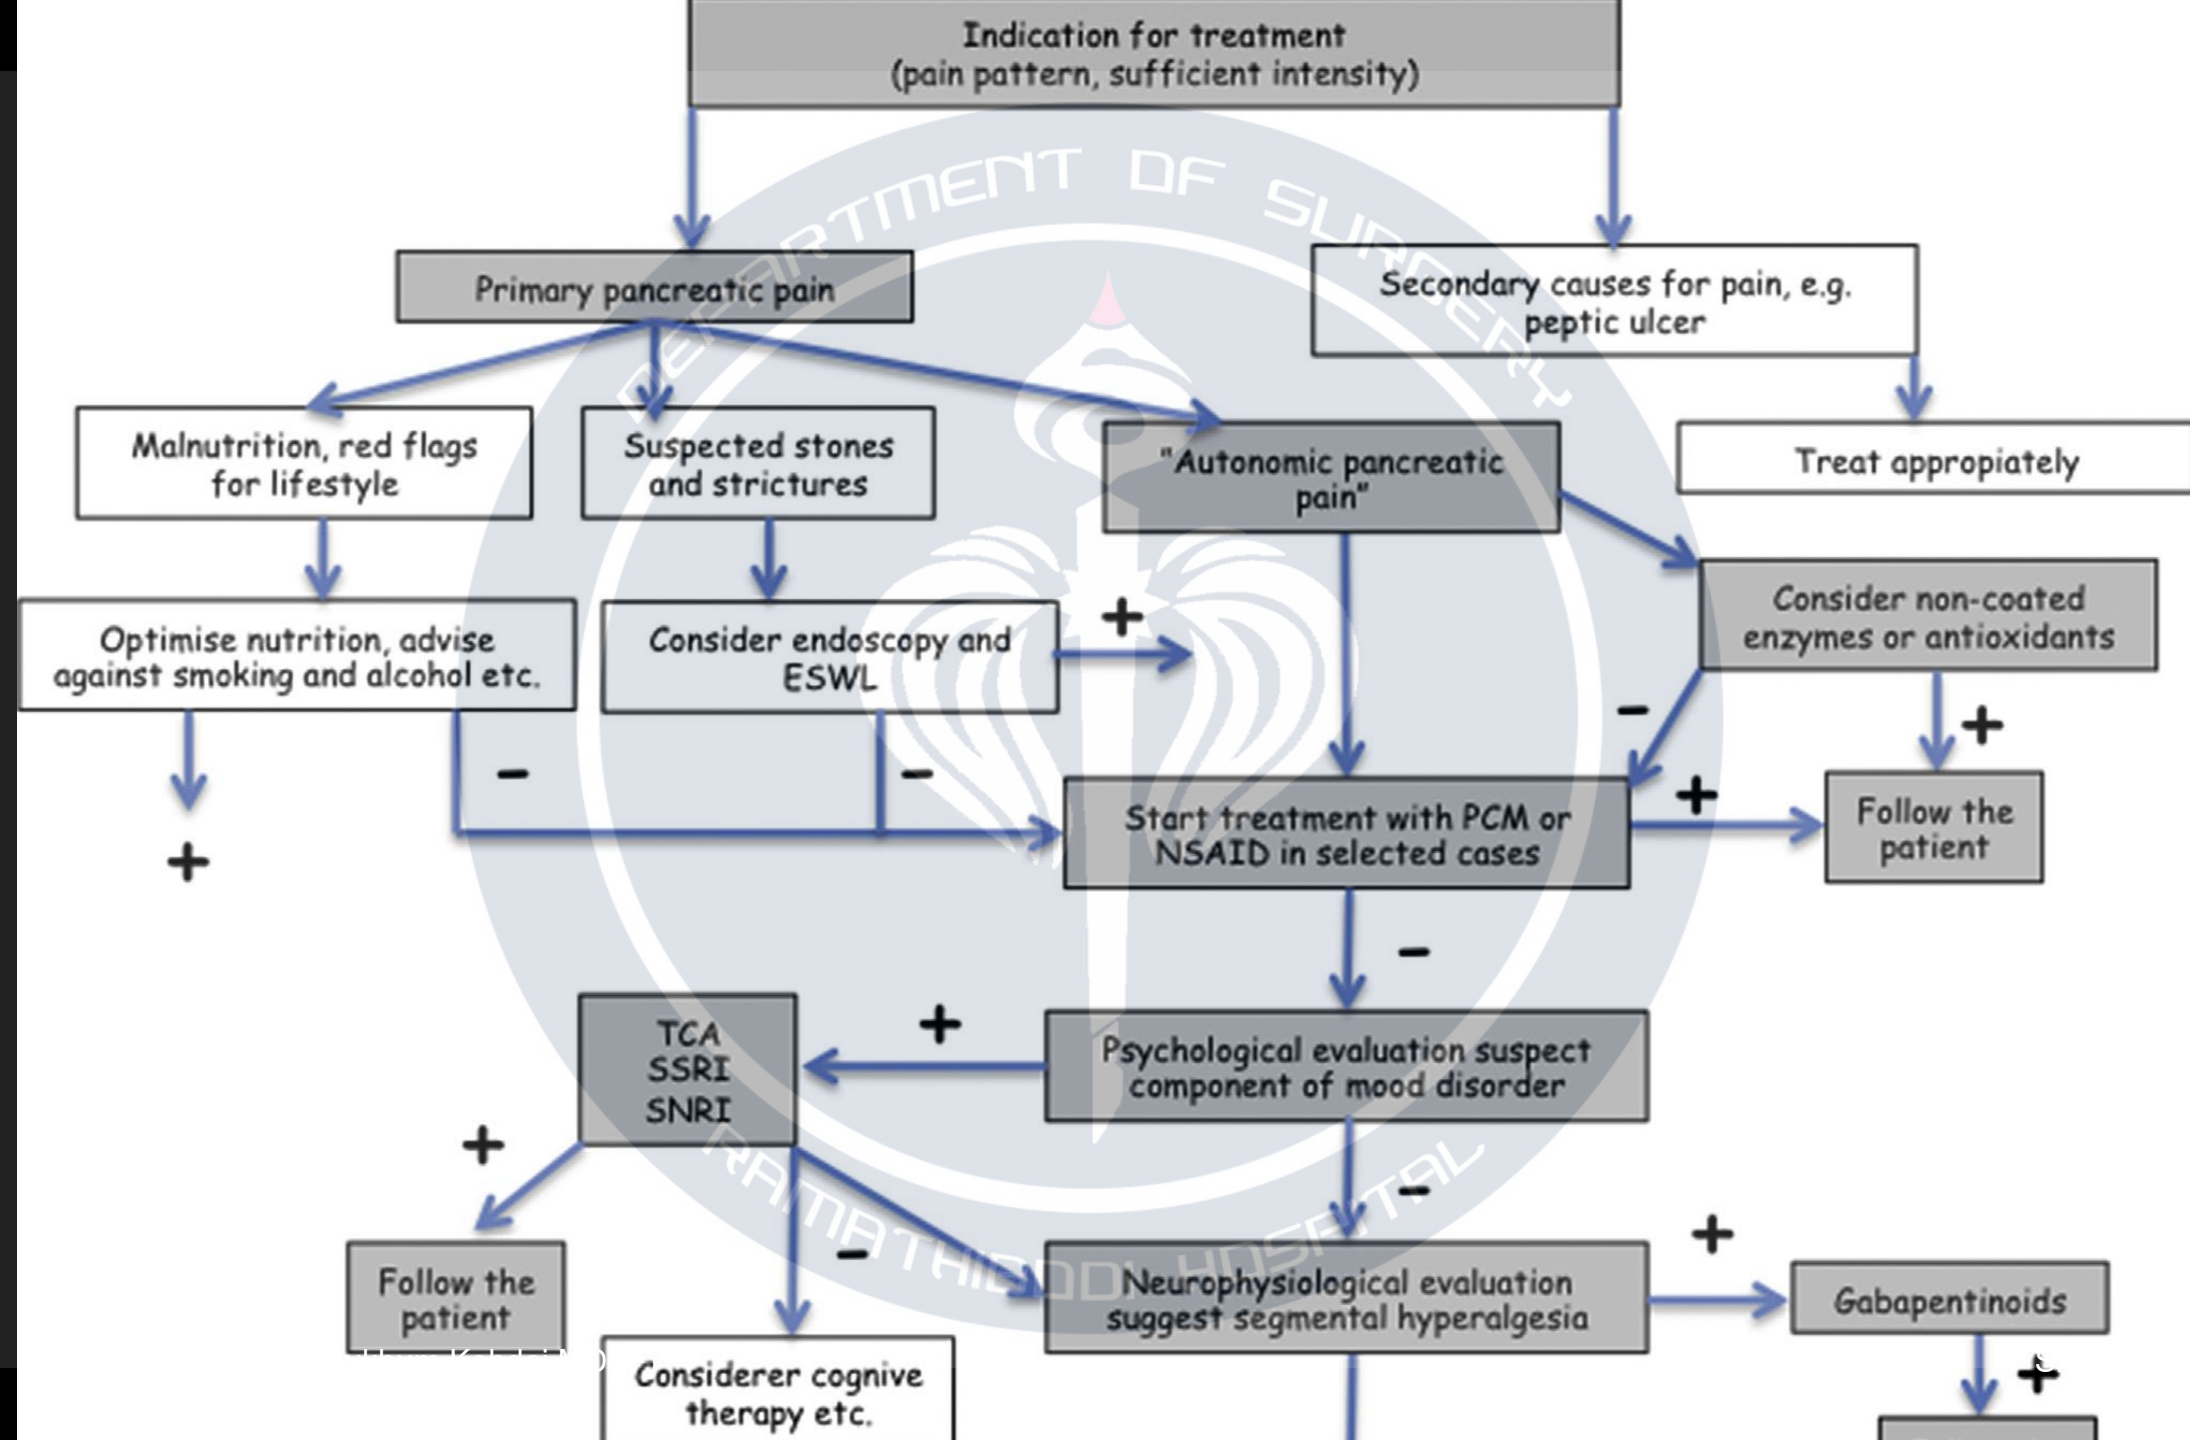 Indication for treatment
(pain pattern, sufficient intensity)
DEPARTMENT OF SURGERY
Primary pancreatic pain
Secondary causes for pain, e.g.
peptic ulcer
Malnutrition, red flags
for lifestyle
Suspected stones
and strictures
"Autonomic pancreatic
pain"
Treat appropiately
Optimise nutrition, advise
against smoking and alcohol etc.
Consider endoscopy and
ESWL
+
Consider non-coated
enzymes or antioxidants
-
+
-
-
Start treatment with PCM or
NSAID in selected cases
+
Follow the
patient
+
-
TCA
SSRI
SNRI
+
Psychological evaluation suspect
component of mood disorder
+
-
RAMATHIBODI HOSPITAL
Follow the
patient
-
Neurophysiological evaluation
suggest segmental hyperalgesia
+
Gabapentinoids
+
Considerer cognive
therapy etc.